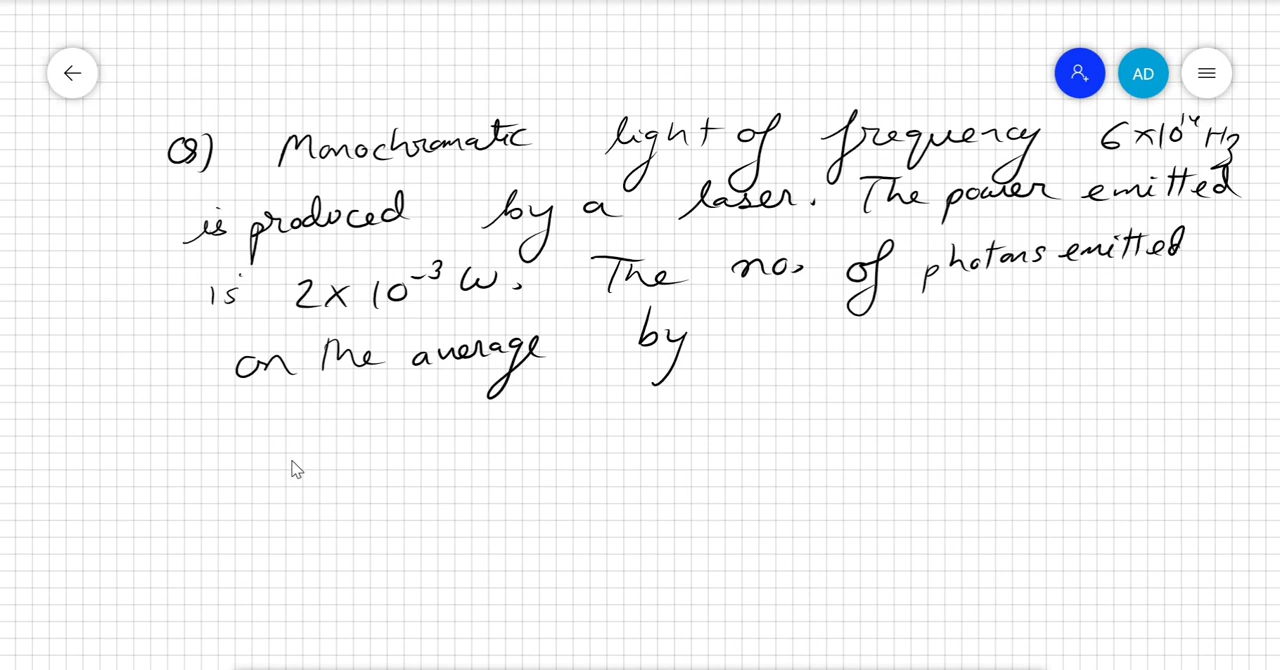 AD
Q) Monochromatic light of frequency 6×10¹⁴ Hz
is produced by a laser. The power emitted
is 2×10⁻³ W. The no. of photons emitted
on the average by